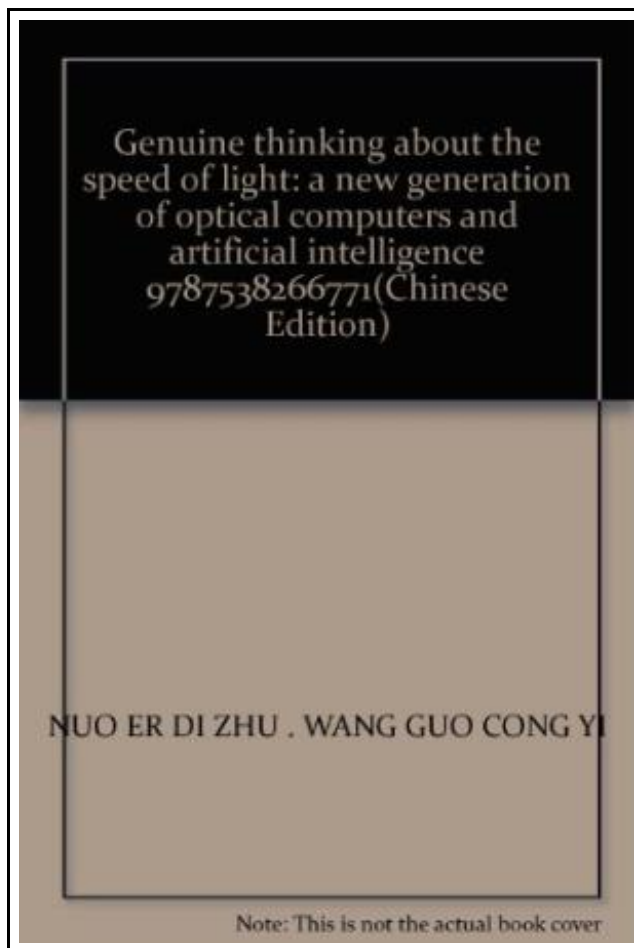 Genuine thinking about the
speed of light: a new generation
of optical computers and
artificial intelligence
9787538266771(Chinese
Edition)
NUO ER DI ZHU . WANG GUO CONG YI
Note: This is not the actual book cover